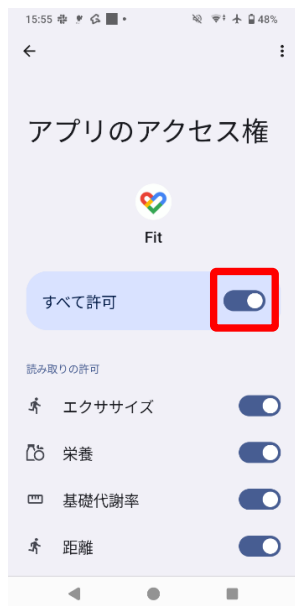 15:55 48%
アプリのアクセス権
Fit
すべて許可
読み取りの許可
エクササイズ
栄養
基礎代謝率
距離